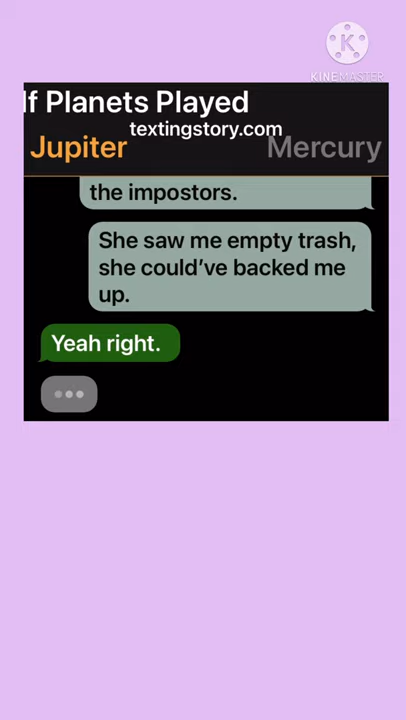 KINEMASTER
If Planets Played
textingstory.com
Jupiter
Mercury
the impostors.
She saw me empty trash,
she could've backed me
up.
Yeah right.